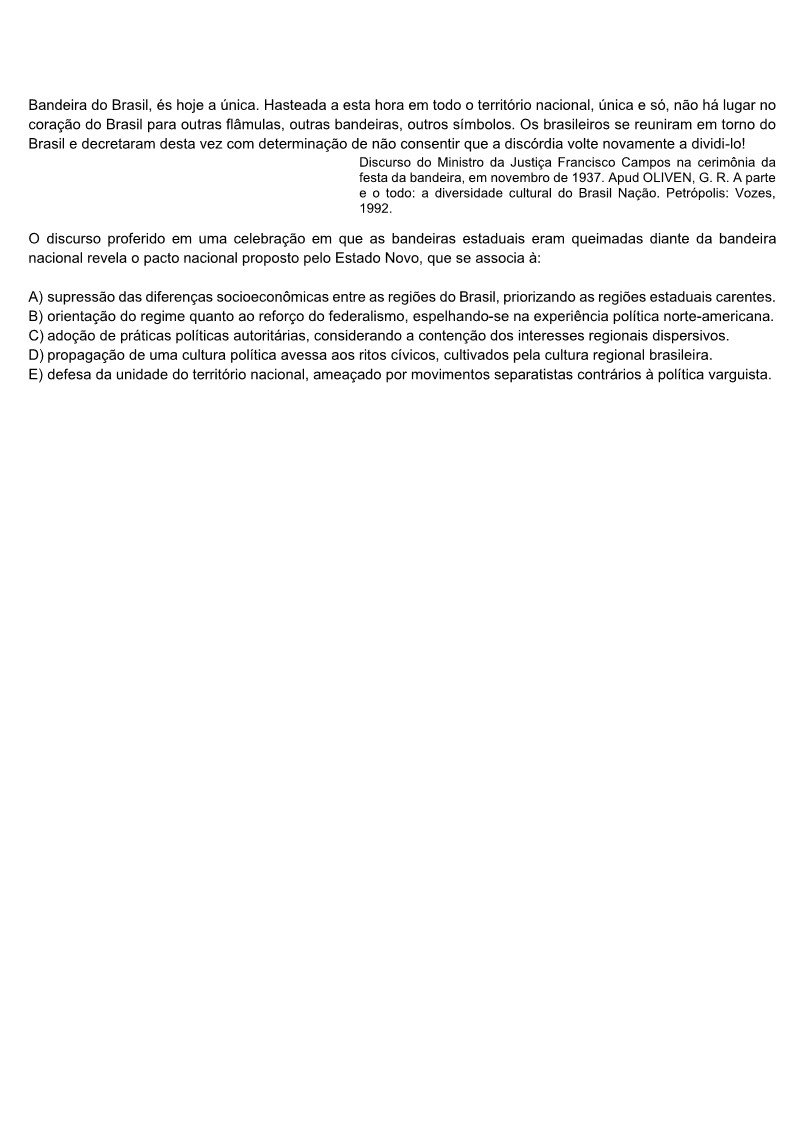 Bandeira do Brasil, és hoje a única. Hasteada a esta hora em todo o território nacional, única e só, não há lugar no
coração do Brasil para outras flâmulas, outras bandeiras, outros símbolos. Os brasileiros se reuniram em torno do
Brasil e decretaram desta vez com determinação de não consentir que a discórdia volte novamente a dividi-lo!
Discurso do Ministro da Justiça Francisco Campos na cerimônia da
festa da bandeira, em novembro de 1937. Apud OLIVEN, G. R. A parte
e o todo: a diversidade cultural do Brasil Nação. Petrópolis: Vozes,
1992.
O discurso proferido em uma celebração em que as bandeiras estaduais eram queimadas diante da bandeira
nacional revela o pacto nacional proposto pelo Estado Novo, que se associa à:
A) supressão das diferenças socioeconômicas entre as regiões do Brasil, priorizando as regiões estaduais carentes.
B) orientação do regime quanto ao reforço do federalismo, espelhando-se na experiência política norte-americana.
C) adoção de práticas políticas autoritárias, considerando a contenção dos interesses regionais dispersivos.
D) propagação de uma cultura política avessa aos ritos cívicos, cultivados pela cultura regional brasileira.
E) defesa da unidade do território nacional, ameaçado por movimentos separatistas contrários à política varguista.